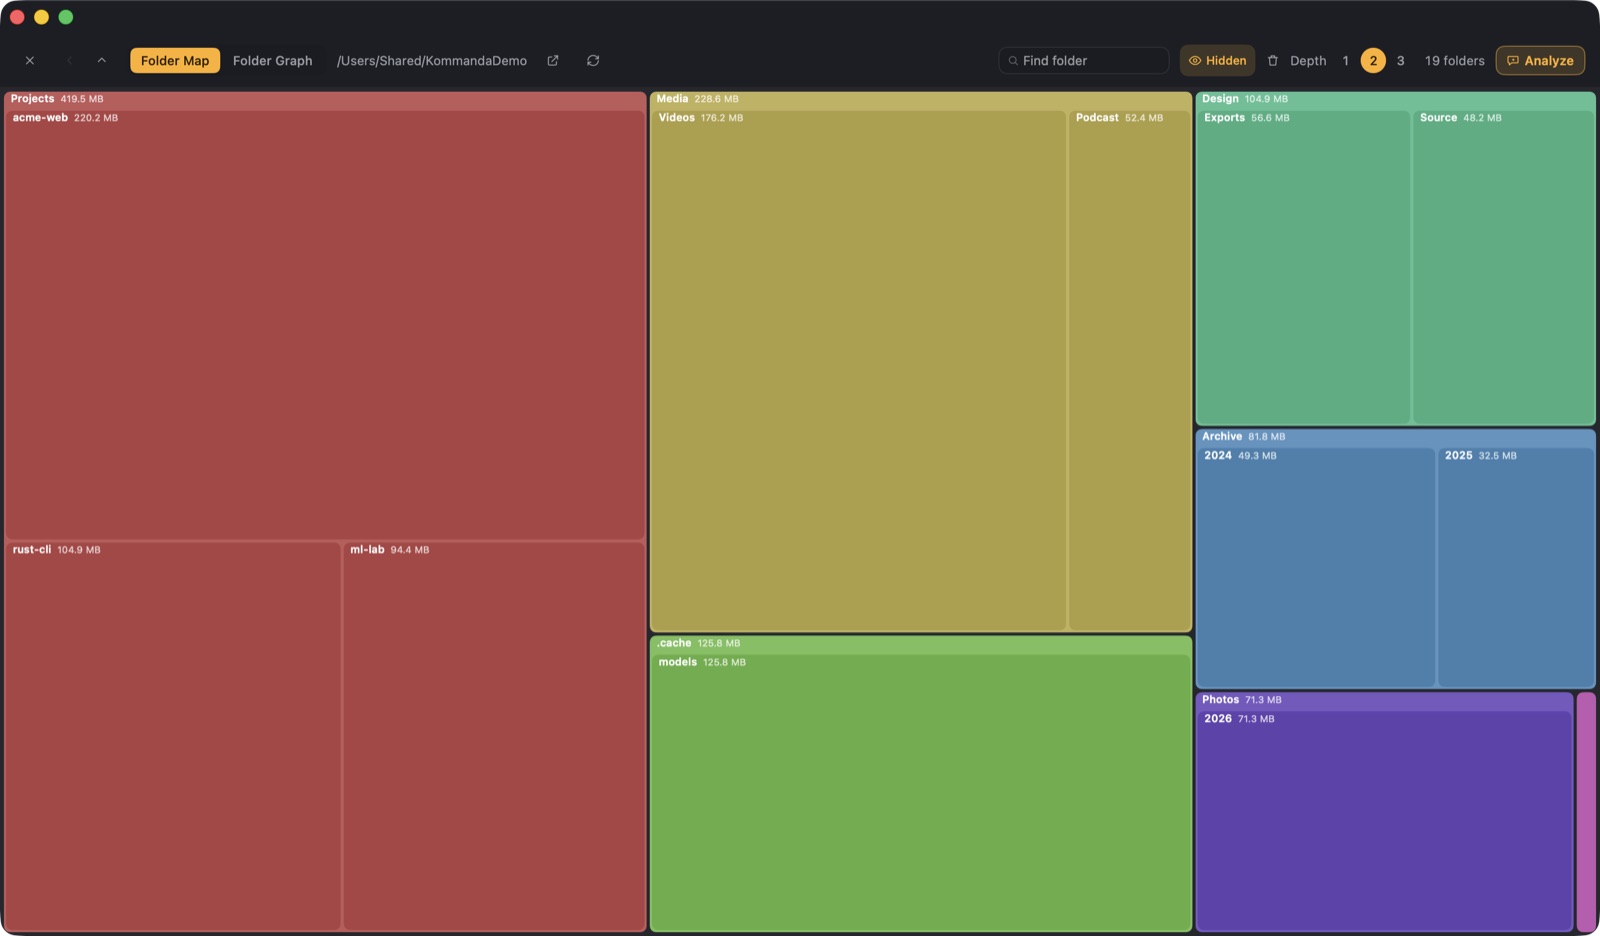 Folder Map Folder Graph /Users/Shared/KommandaDemo Find folder Hidden Depth 1 2 3 19 folders Analyze
Projects 419.5 MB
acme-web 220.2 MB
rust-cli 104.9 MB
ml-lab 94.4 MB
Media 228.6 MB
Videos 176.2 MB
Podcast 52.4 MB
.cache 125.8 MB
models 125.8 MB
Design 104.9 MB
Exports 56.6 MB
Source 48.2 MB
Archive 81.8 MB
2024 49.3 MB
2025 32.5 MB
Photos 71.3 MB
2026 71.3 MB